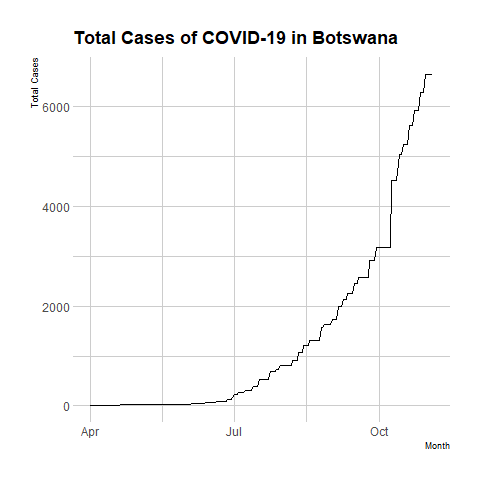 Total Cases of COVID-19 in Botswana
Total Cases
6000
4000
2000
0
Apr
Jul
Oct
Month